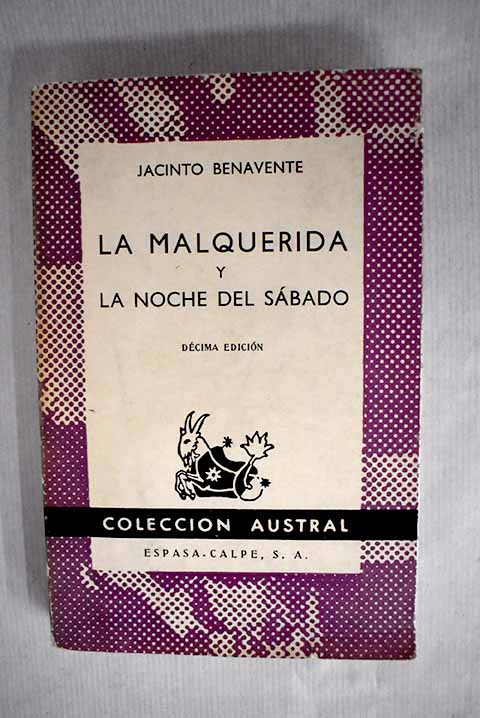 JACINTO BENAVENTE
LA MALQUERIDA
Y
LA NOCHE DEL SÁBADO
DÉCIMA EDICIÓN
COLECCION AUSTRAL
ESPASA-CALPE, S. A.